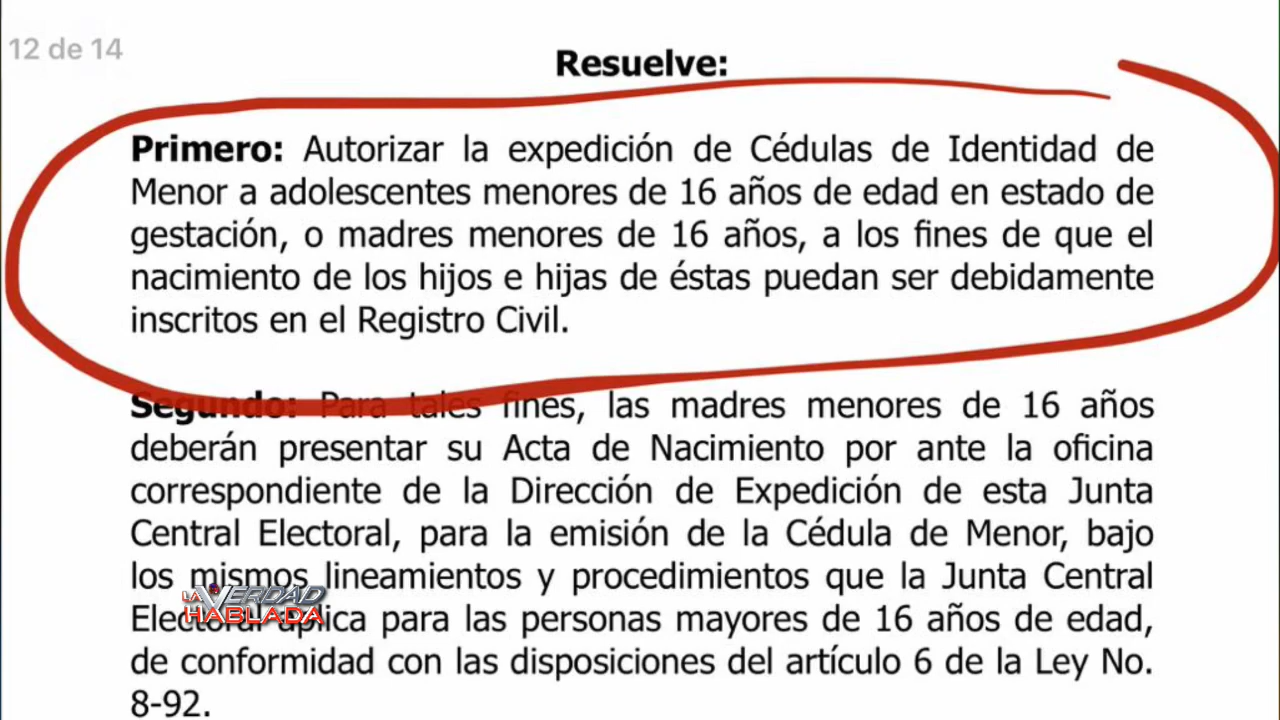 12 de 14
Resuelve:
Primero: Autorizar la expedición de Cédulas de Identidad de
Menor a adolescentes menores de 16 años de edad en estado de
gestación, o madres menores de 16 años, a los fines de que el
nacimiento de los hijos e hijas de éstas puedan ser debidamente
inscritos en el Registro Civil.
Segundo: Para tales fines, las madres menores de 16 años
deberán presentar su Acta de Nacimiento por ante la oficina
correspondiente de la Dirección de Expedición de esta Junta
Central Electoral, para la emisión de la Cédula de Menor, bajo
los mismos lineamientos y procedimientos que la Junta Central
Electoral aplica para las personas mayores de 16 años de edad,
de conformidad con las disposiciones del artículo 6 de la Ley No.
8-92.
LA VERDAD
HABLADA